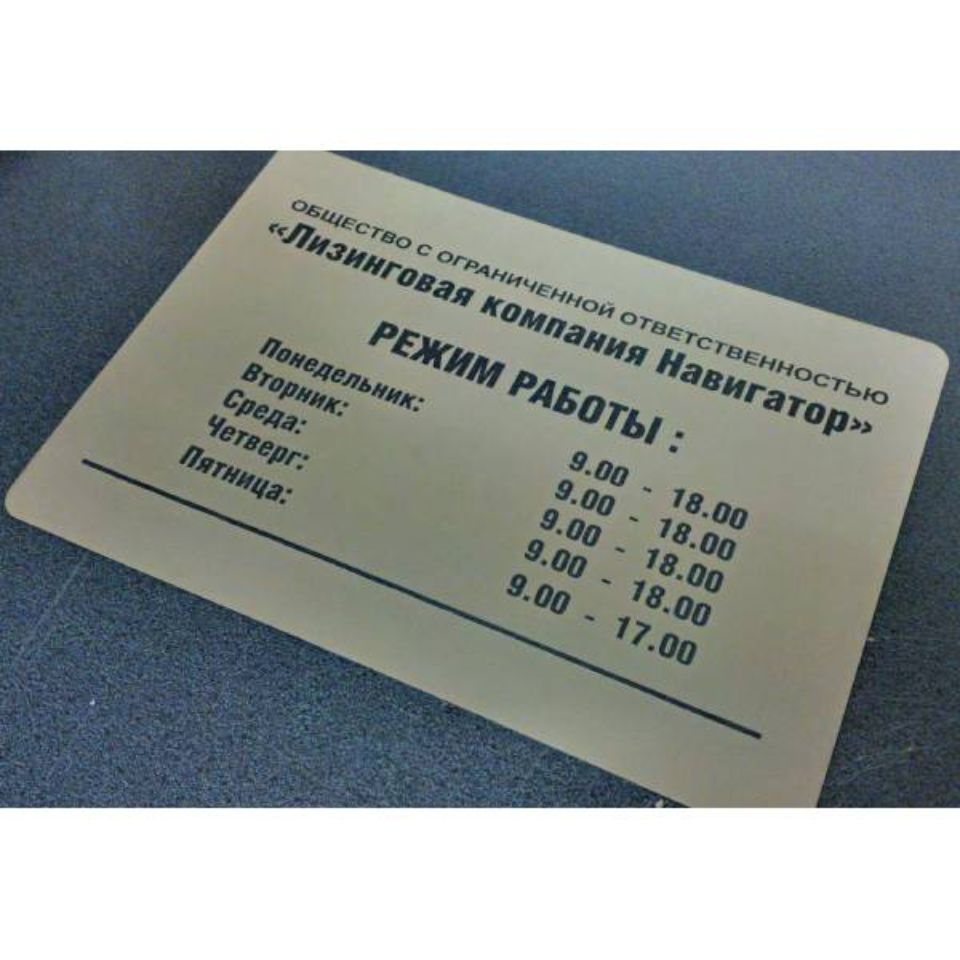 ОБЩЕСТВО С ОГРАНИЧЕННОЙ ОТВЕТСТВЕННОСТЬЮ
«Лизинговая компания Навигатор»
РЕЖИМ РАБОТЫ :
Понедельник: 9.00 - 18.00
Вторник: 9.00 - 18.00
Среда: 9.00 - 18.00
Четверг: 9.00 - 18.00
Пятница: 9.00 - 17.00